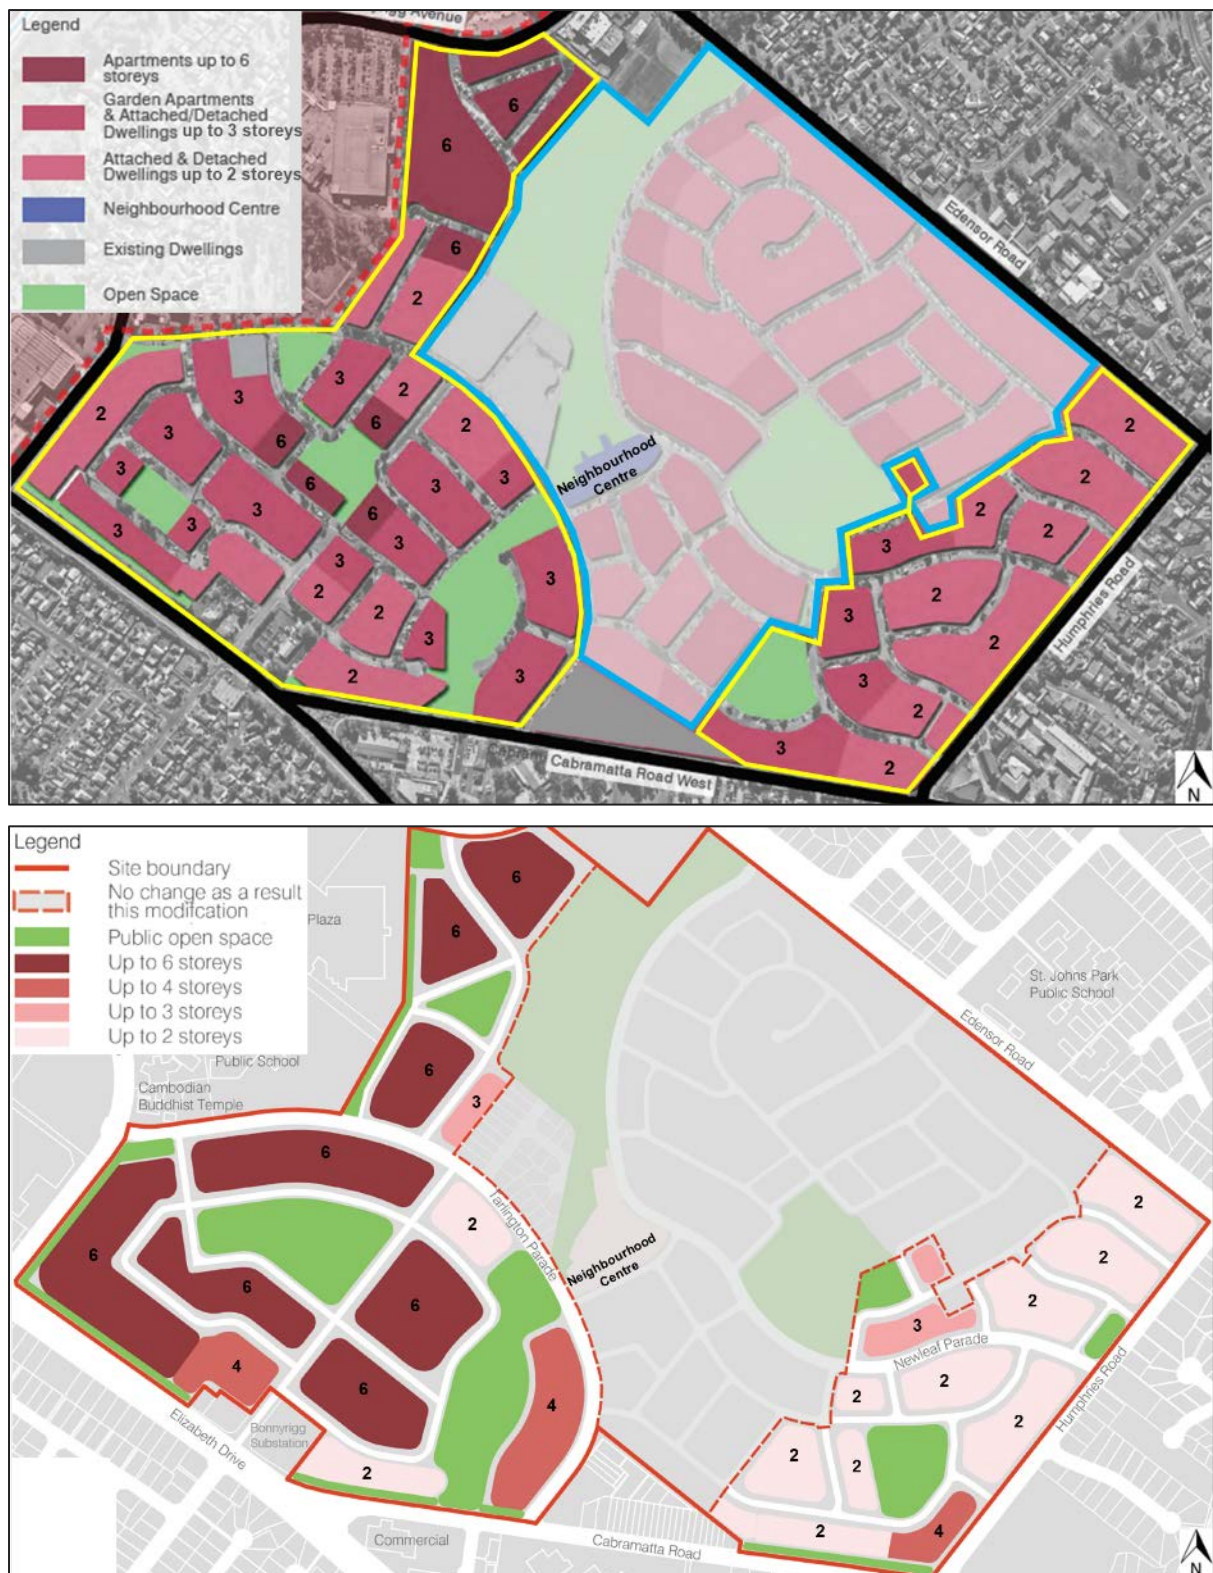 rigg Avenue
Legend
Apartments up to 6
storeys
Garden Apartments
& Attached/Detached
Dwellings up to 3 storeys
Attached & Detached
Dwellings up to 2 storeys
Neighbourhood Centre
Existing Dwellings
Open Space
6
6
6
2
Edensor Road
3
2
2
3
3
6
6
2
2
2
3
3
6
3
3
6
3
3
3
3
2
3
2
3
3
2
3
Neighbourhood
Centre
2
2
2
2
3
2
3
2
3
2
3
2
Humphries Road
Cabramatta Road West
N
Legend
Site boundary
No change as a result
this modification
Public open space
Up to 6 storeys
Up to 4 storeys
Up to 3 storeys
Up to 2 storeys
Plaza
Public School
Cambodian
Buddhist Temple
6
6
6
3
6
2
Tarlington Parade
6
6
6
6
4
4
2
Neighbourhood
Centre
St. Johns Park
Public School
Edensor Road
2
2
2
3
Newleaf Parade
2
2
2
2
2
2
4
Humphries Road
Elizabeth Drive
Bonnyrigg
Substation
Commercial
Cabramatta Road
N